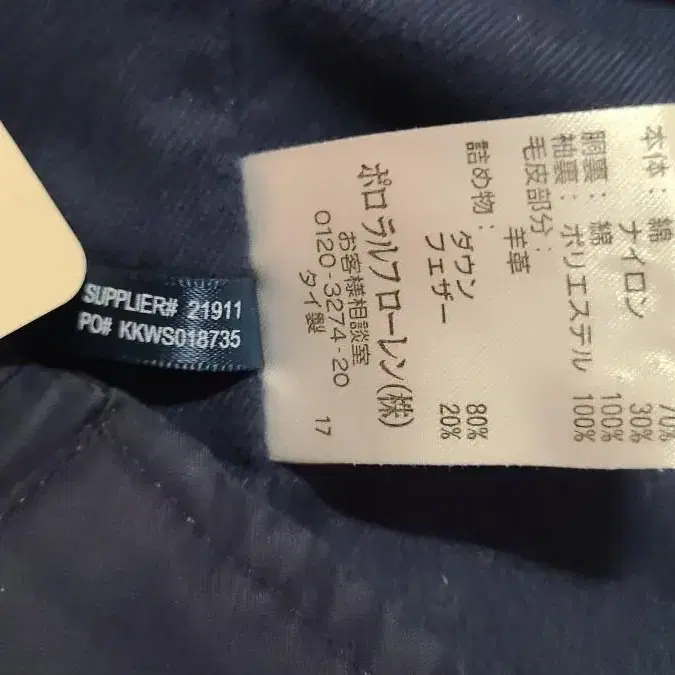 本体: 綿 70%
ナイロン 30%
胴裏: 綿 100%
袖裏: ポリエステル 100%
毛皮部分:
羊革
詰め物: ダウン 80%
フェザー 20%
ポロ ラルフ ローレン(株)
お客様相談室
0120-3274-20
タイ製 17
SUPPLIER# 21911
PO# KKWS018735